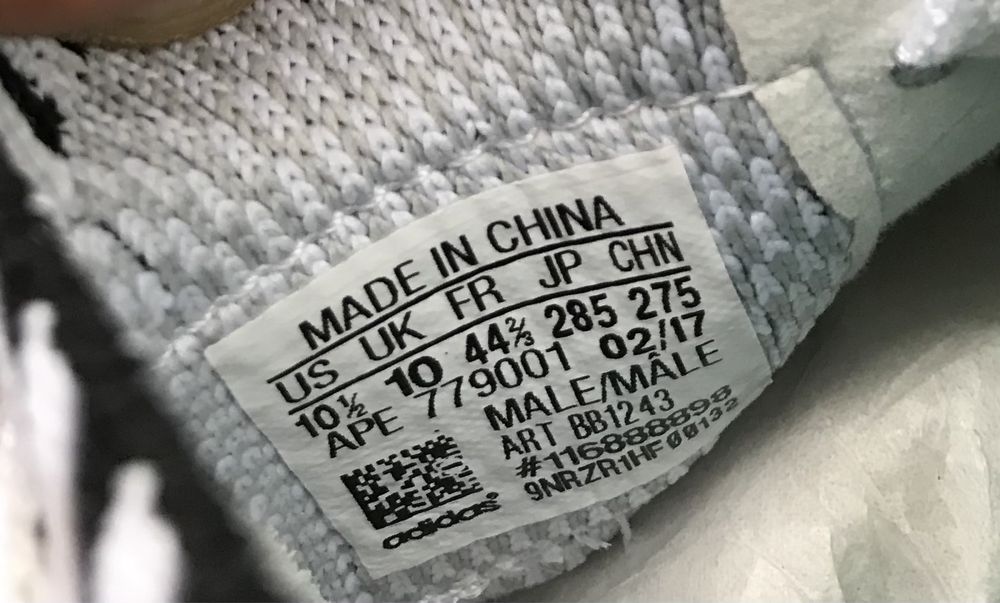 MADE IN CHINA
US UK FR JP CHN
10½ 10 44⅔ 285 275
APE 779001 02/17
MALE/MÂLE
ART BB1243
#116888898
9NRZR1HF00132
adidas®